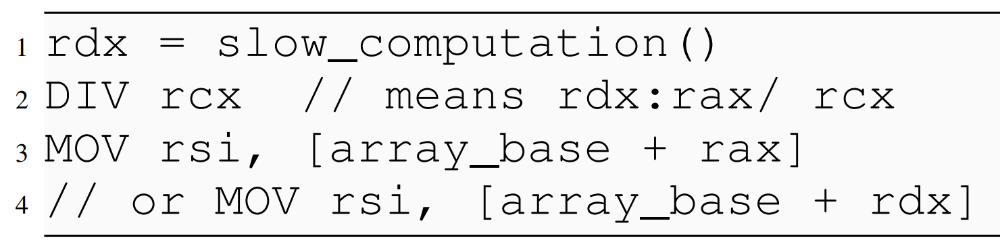 1 rdx = slow_computation()
2 DIV rcx  // means rdx:rax/ rcx
3 MOV rsi, [array_base + rax]
4 // or MOV rsi, [array_base + rdx]